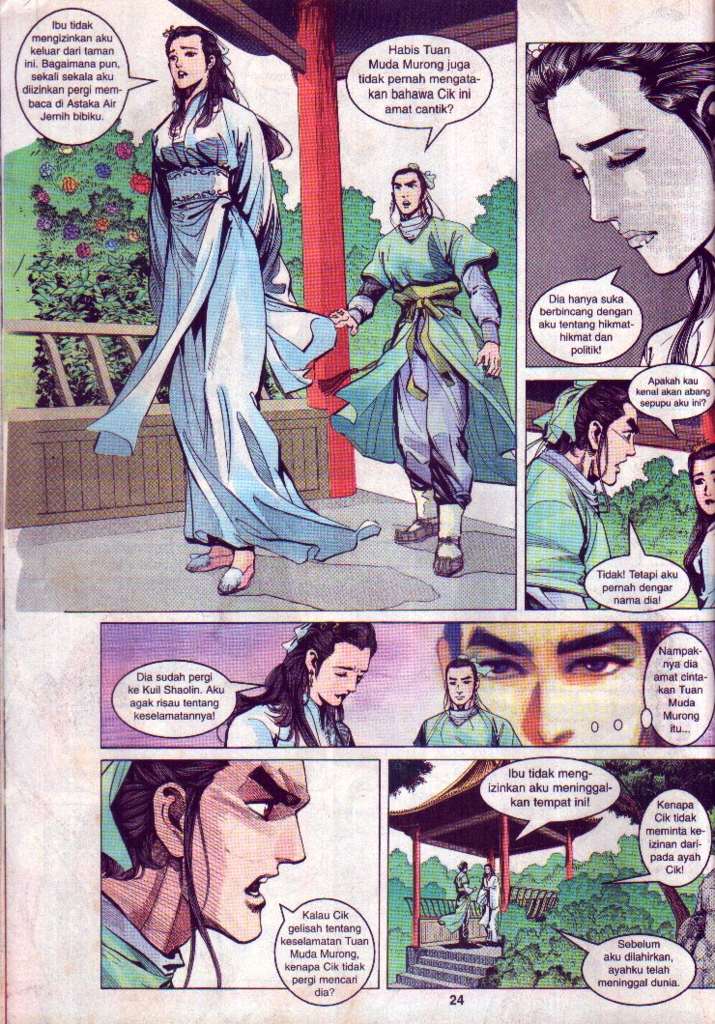 Ibu tidak
mengizinkan aku
keluar dari taman
ini. Bagaimana pun,
sekali sekala aku
diizinkan pergi mem-
baca di Astaka Air
Jernih bibiku.
Habis Tuan
Muda Murong juga
tidak pernah mengata-
kan bahawa Cik ini
amat cantik?
Dia hanya suka
berbincang dengan
aku tentang hikmat-
hikmat dan
politik!
Apakah kau
kenal akan abang
sepupu aku ini?
Tidak! Tetapi aku
pernah dengar
nama dia!
Dia sudah pergi
ke Kuil Shaolin. Aku
agak risau tentang
keselamatannya!
Nampak-
nya dia
amat cinta-
kan Tuan
Muda
Murong
itu...
Kalau Cik
gelisah tentang
keselamatan Tuan
Muda Murong,
kenapa Cik tidak
pergi mencari
dia?
Ibu tidak meng-
izinkan aku meninggal-
kan tempat ini!
Kenapa
Cik tidak
meminta ke-
izinan dari-
pada ayah
Cik!
Sebelum
aku dilahirkan,
ayahku telah
meninggal dunia.
24